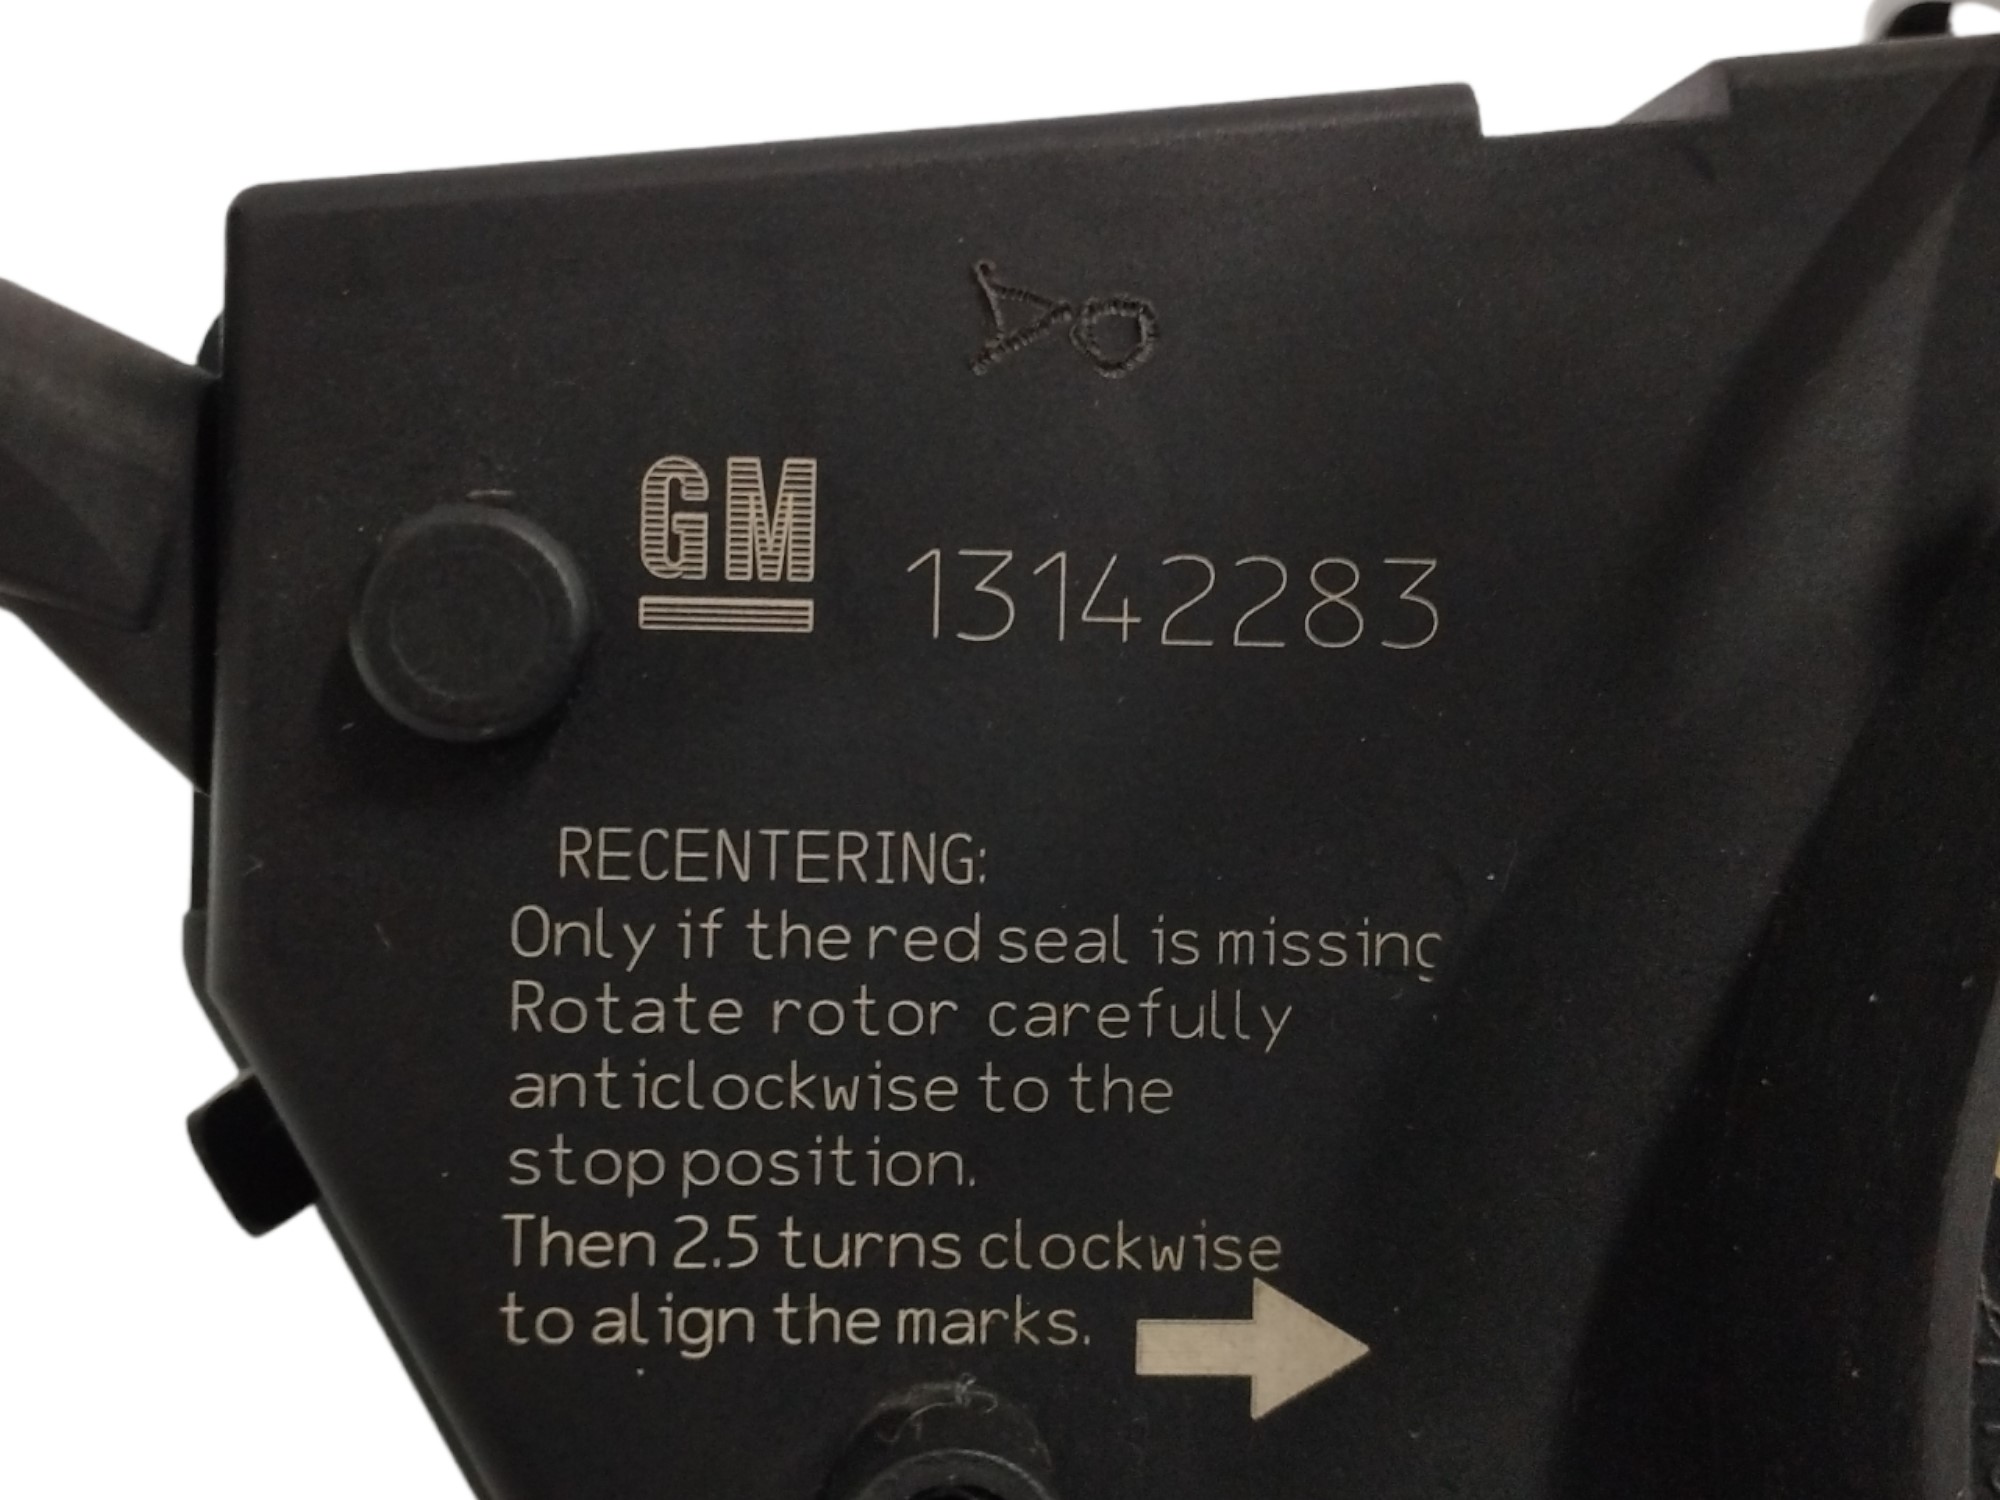 GM 13142283
RECENTERING:
Only if the red seal is missing
Rotate rotor carefully
anticlockwise to the
stop position.
Then 2.5 turns clockwise
to align the marks.